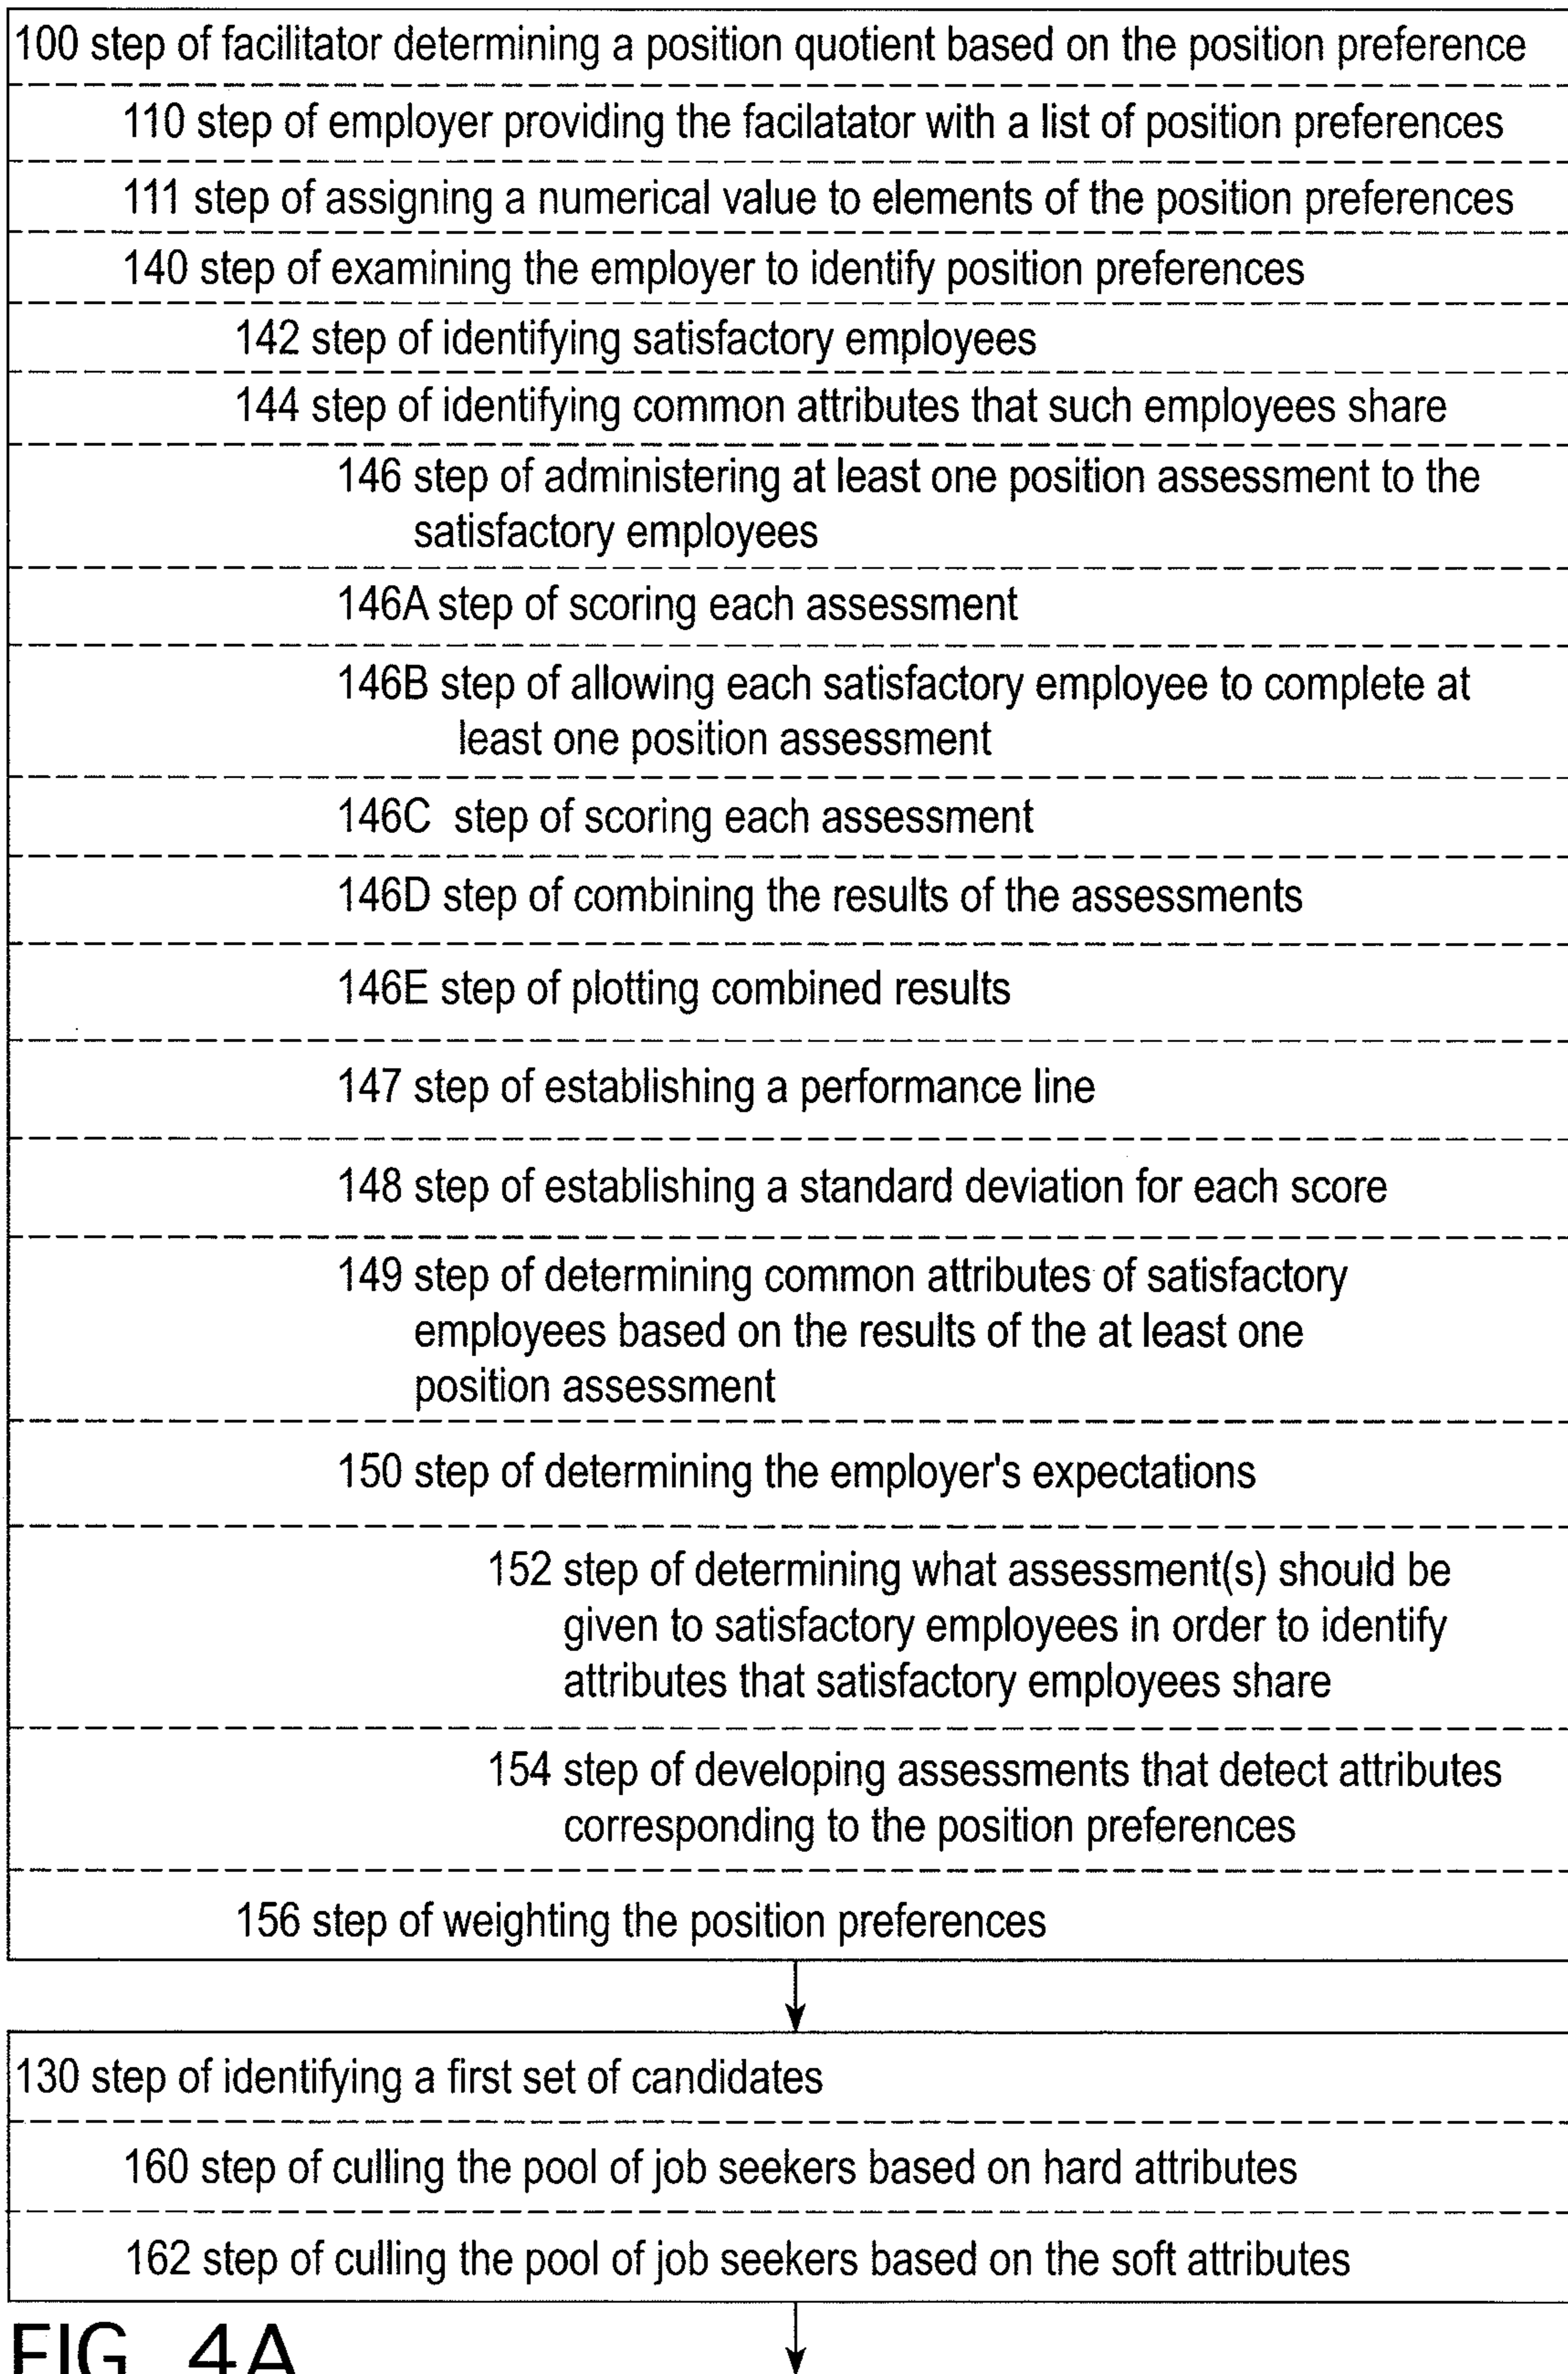 100 step of facilitator determining a position quotient based on the position preference
110 step of employer providing the facilatator with a list of position preferences
111 step of assigning a numerical value to elements of the position preferences
140 step of examining the employer to identify position preferences
142 step of identifying satisfactory employees
144 step of identifying common attributes that such employees share
146 step of administering at least one position assessment to the
satisfactory employees
146A step of scoring each assessment
146B step of allowing each satisfactory employee to complete at
least one position assessment
146C step of scoring each assessment
146D step of combining the results of the assessments
146E step of plotting combined results
147 step of establishing a performance line
148 step of establishing a standard deviation for each score
149 step of determining common attributes of satisfactory
employees based on the results of the at least one
position assessment
150 step of determining the employer's expectations
152 step of determining what assessment(s) should be
given to satisfactory employees in order to identify
attributes that satisfactory employees share
154 step of developing assessments that detect attributes
corresponding to the position preferences
156 step of weighting the position preferences
130 step of identifying a first set of candidates
160 step of culling the pool of job seekers based on hard attributes
162 step of culling the pool of job seekers based on the soft attributes
FIG. 4A